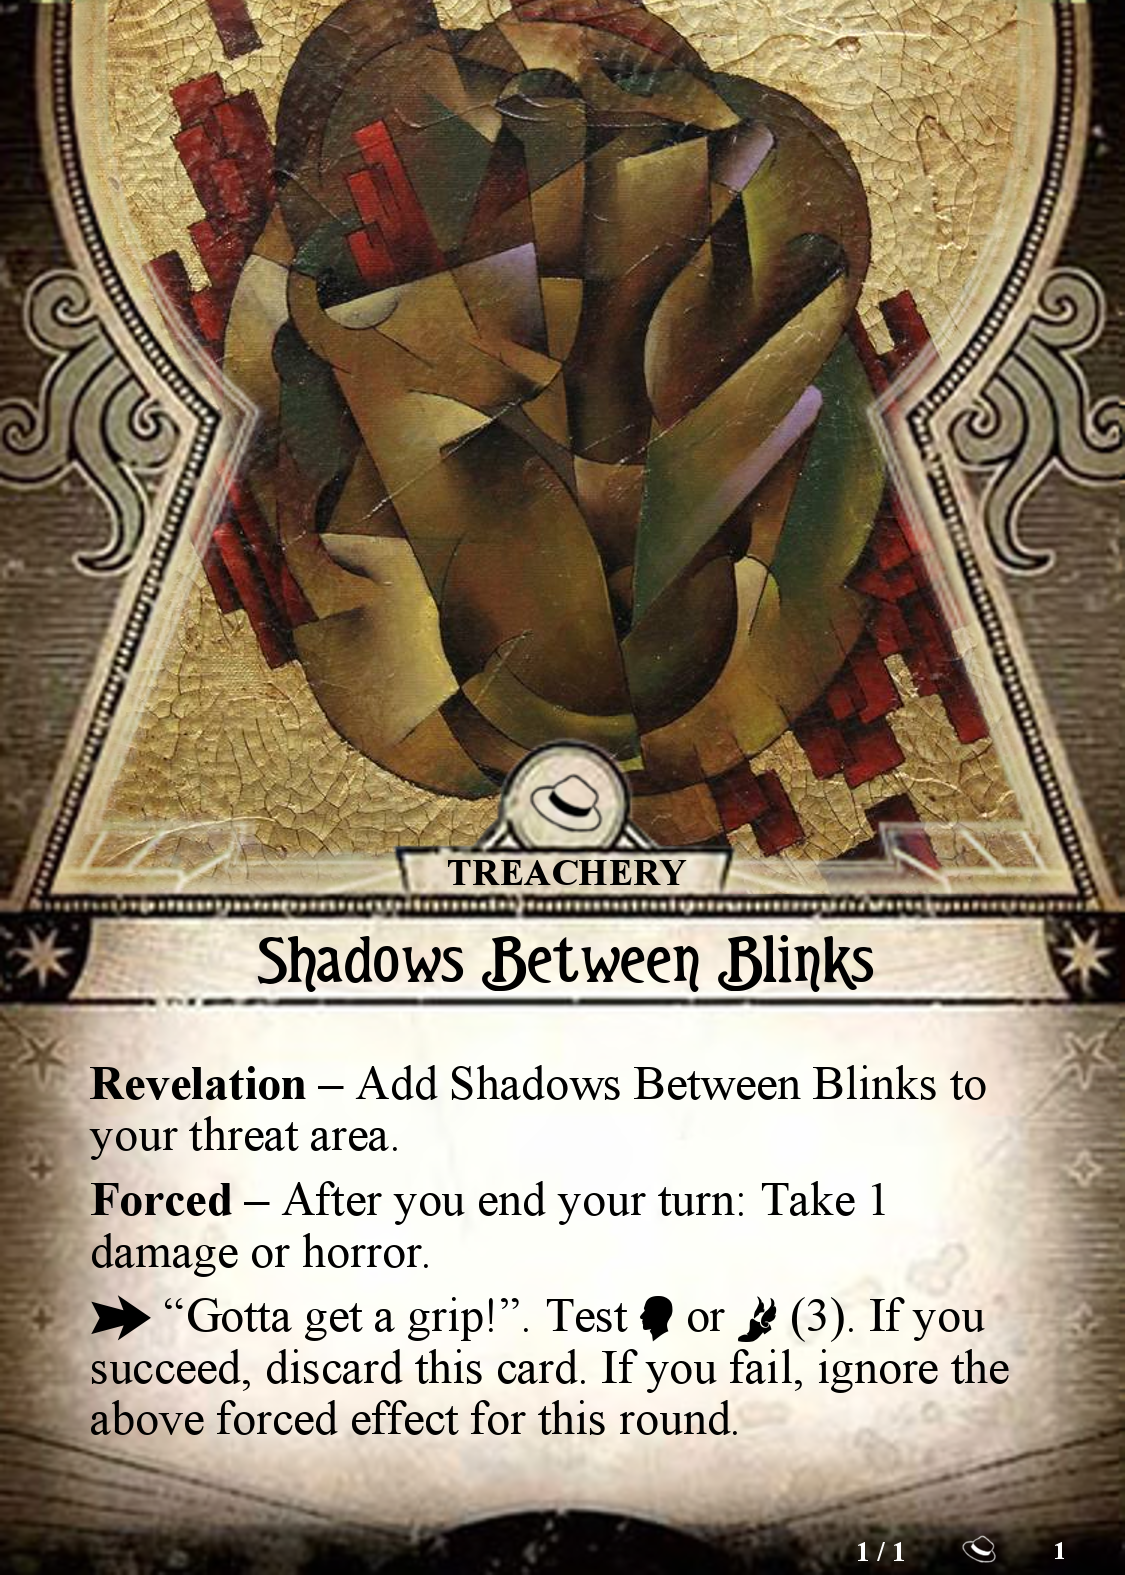 TREACHERY
Shadows Between Blinks
Revelation – Add Shadows Between Blinks to
your threat area.
Forced – After you end your turn: Take 1
damage or horror.
“Gotta get a grip!”. Test or (3). If you
succeed, discard this card. If you fail, ignore the
above forced effect for this round.
1 / 1 1